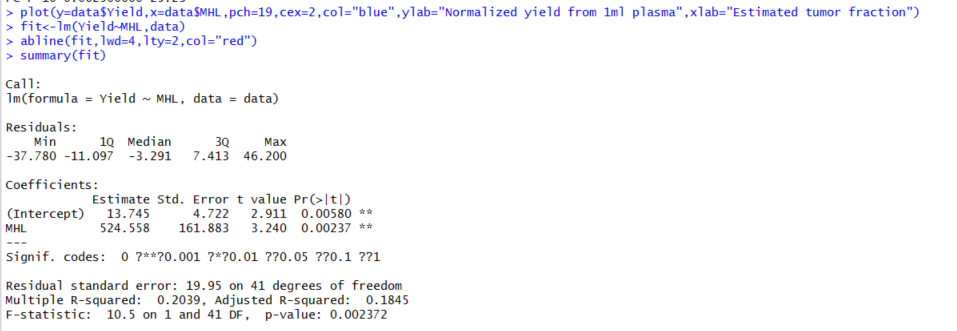 > plot(y=data$Yield,x=data$MHL,pch=19,cex=2,col="blue",ylab="Normalized yield from 1ml plasma",xlab="Estimated tumor fraction")
> fit<-lm(Yield~MHL,data)
> abline(fit,lwd=4,lty=2,col="red")
> summary(fit)
Call:
lm(formula = Yield ~ MHL, data = data)
Residuals:
    Min      1Q  Median      3Q     Max
-37.780 -11.097  -3.291   7.413  46.200
Coefficients:
            Estimate Std. Error t value Pr(>|t|)
(Intercept)   13.745      4.722   2.911  0.00580 **
MHL          524.558    161.883   3.240  0.00237 **
---
Signif. codes:  0 ?**?0.001 ?*?0.01 ??0.05 ??0.1 ??1
Residual standard error: 19.95 on 41 degrees of freedom
Multiple R-squared:  0.2039, Adjusted R-squared:  0.1845
F-statistic:  10.5 on 1 and 41 DF,  p-value: 0.002372